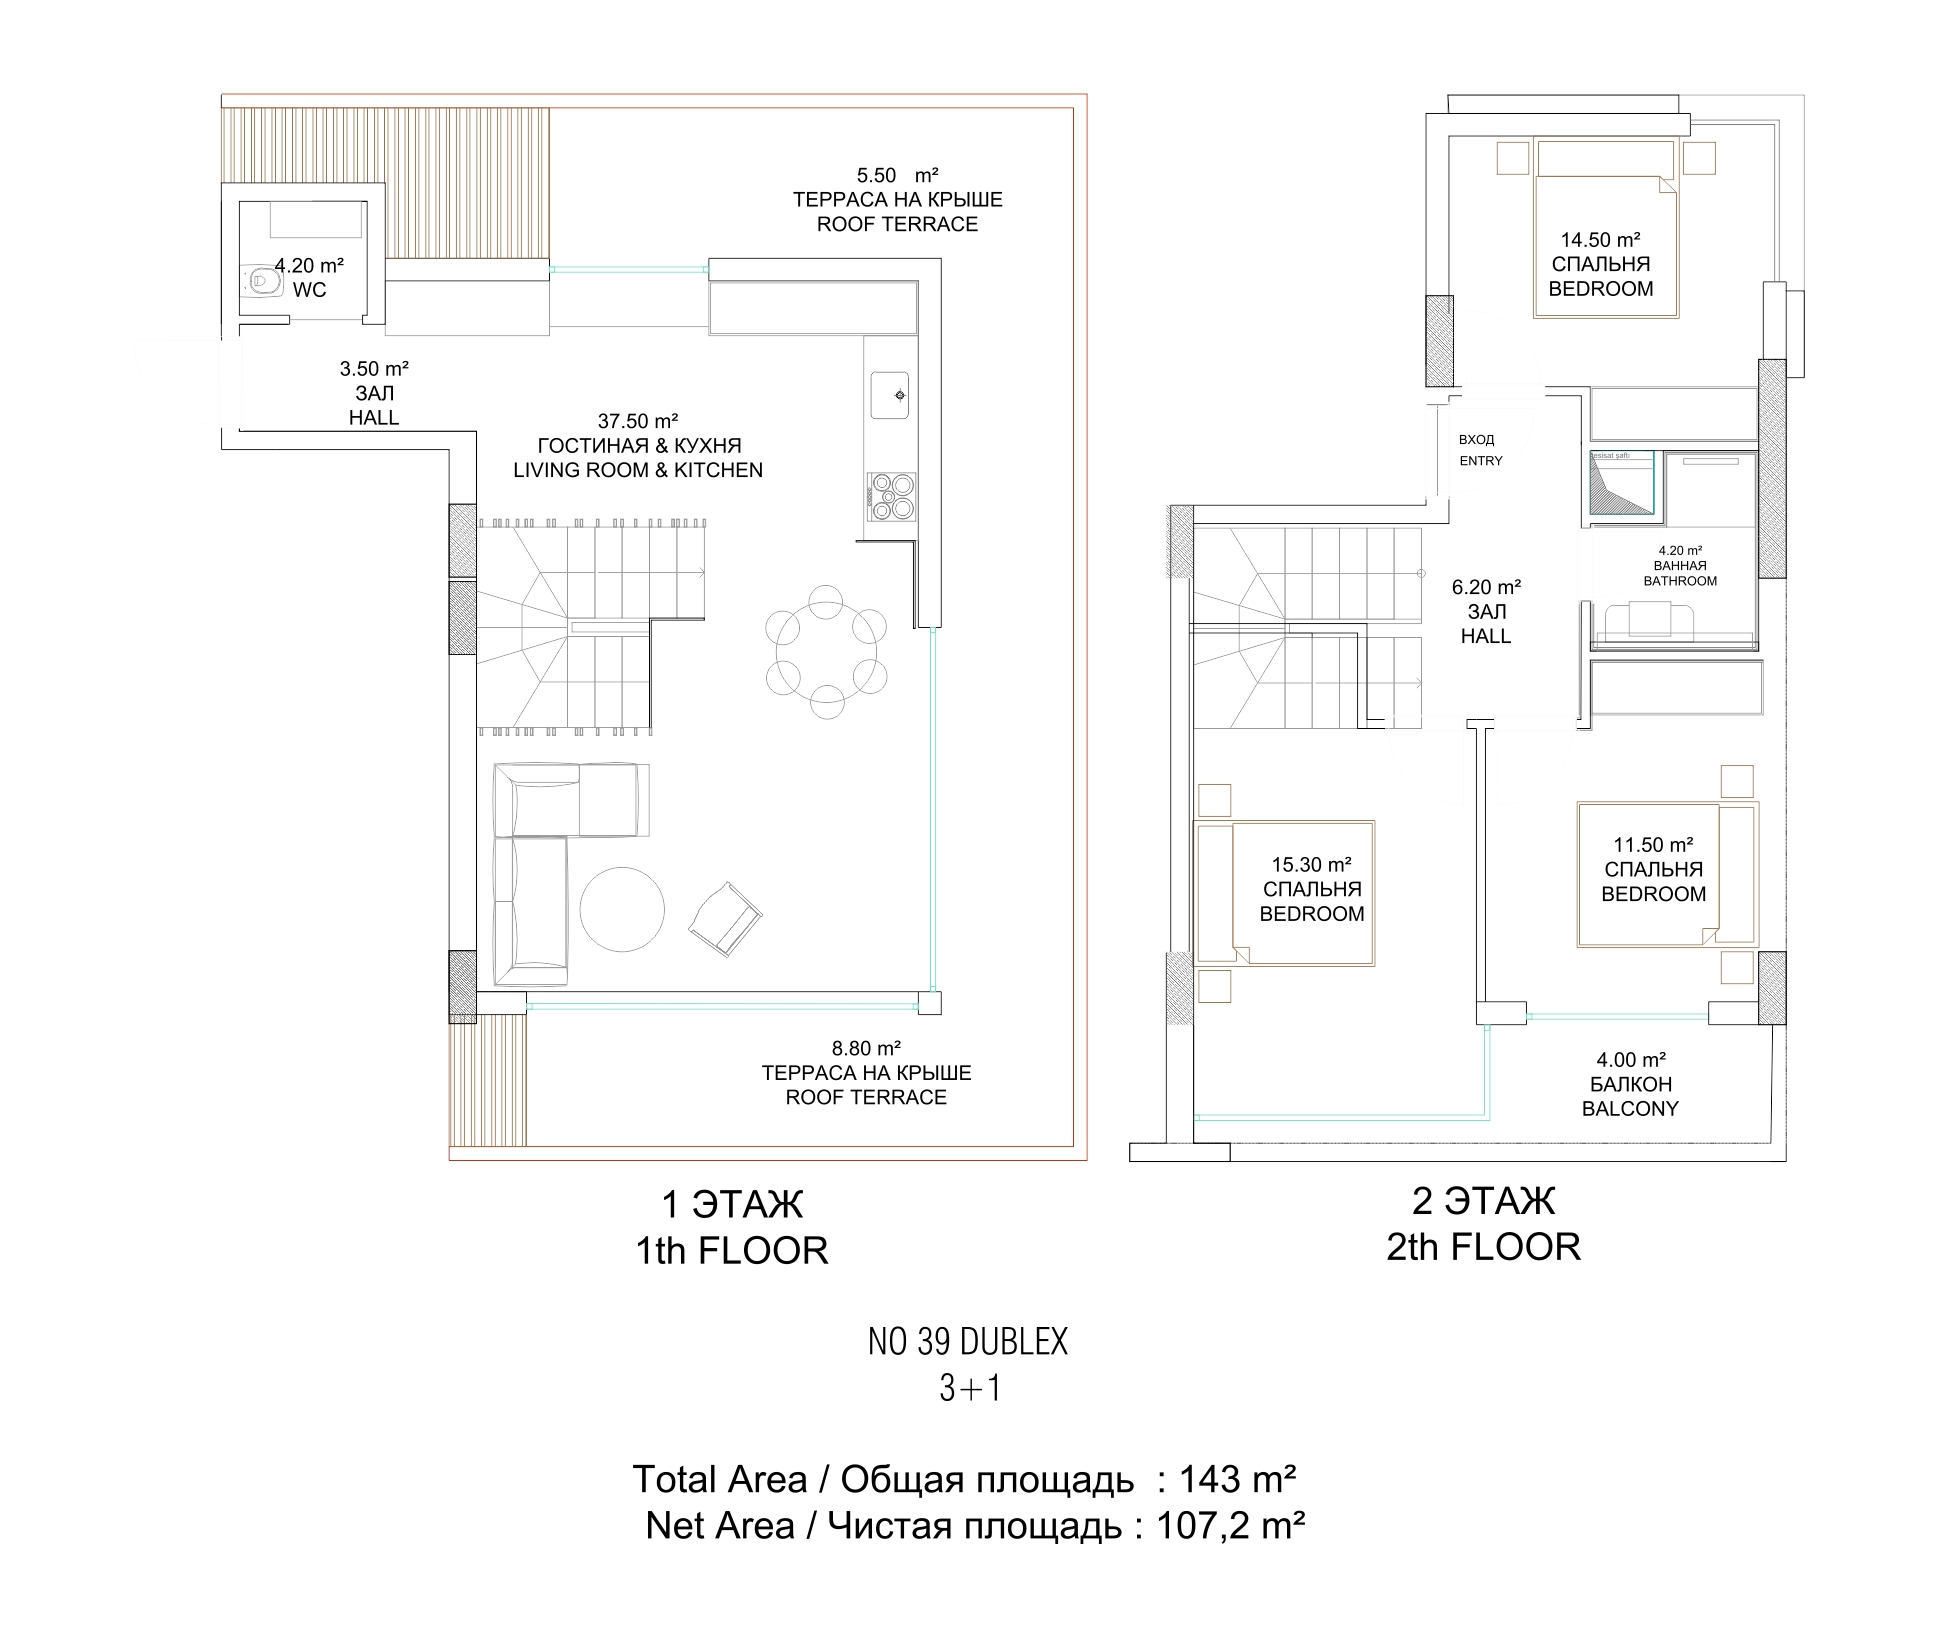 5.50 m²
ТЕРРАСА НА КРЫШЕ
ROOF TERRACE
4.20 m²
WC
3.50 m²
ЗАЛ
HALL
37.50 m²
ГОСТИНАЯ & КУХНЯ
LIVING ROOM & KITCHEN
8.80 m²
ТЕРРАСА НА КРЫШЕ
ROOF TERRACE
1 ЭТАЖ
1th FLOOR
14.50 m²
СПАЛЬНЯ
BEDROOM
ВХОД
ENTRY
esisat şaftı
4.20 m²
ВАННАЯ
BATHROOM
6.20 m²
ЗАЛ
HALL
15.30 m²
СПАЛЬНЯ
BEDROOM
11.50 m²
СПАЛЬНЯ
BEDROOM
4.00 m²
БАЛКОН
BALCONY
2 ЭТАЖ
2th FLOOR
NO 39 DUBLEX
3+1
Total Area / Общая площадь : 143 m²
Net Area / Чистая площадь : 107,2 m²